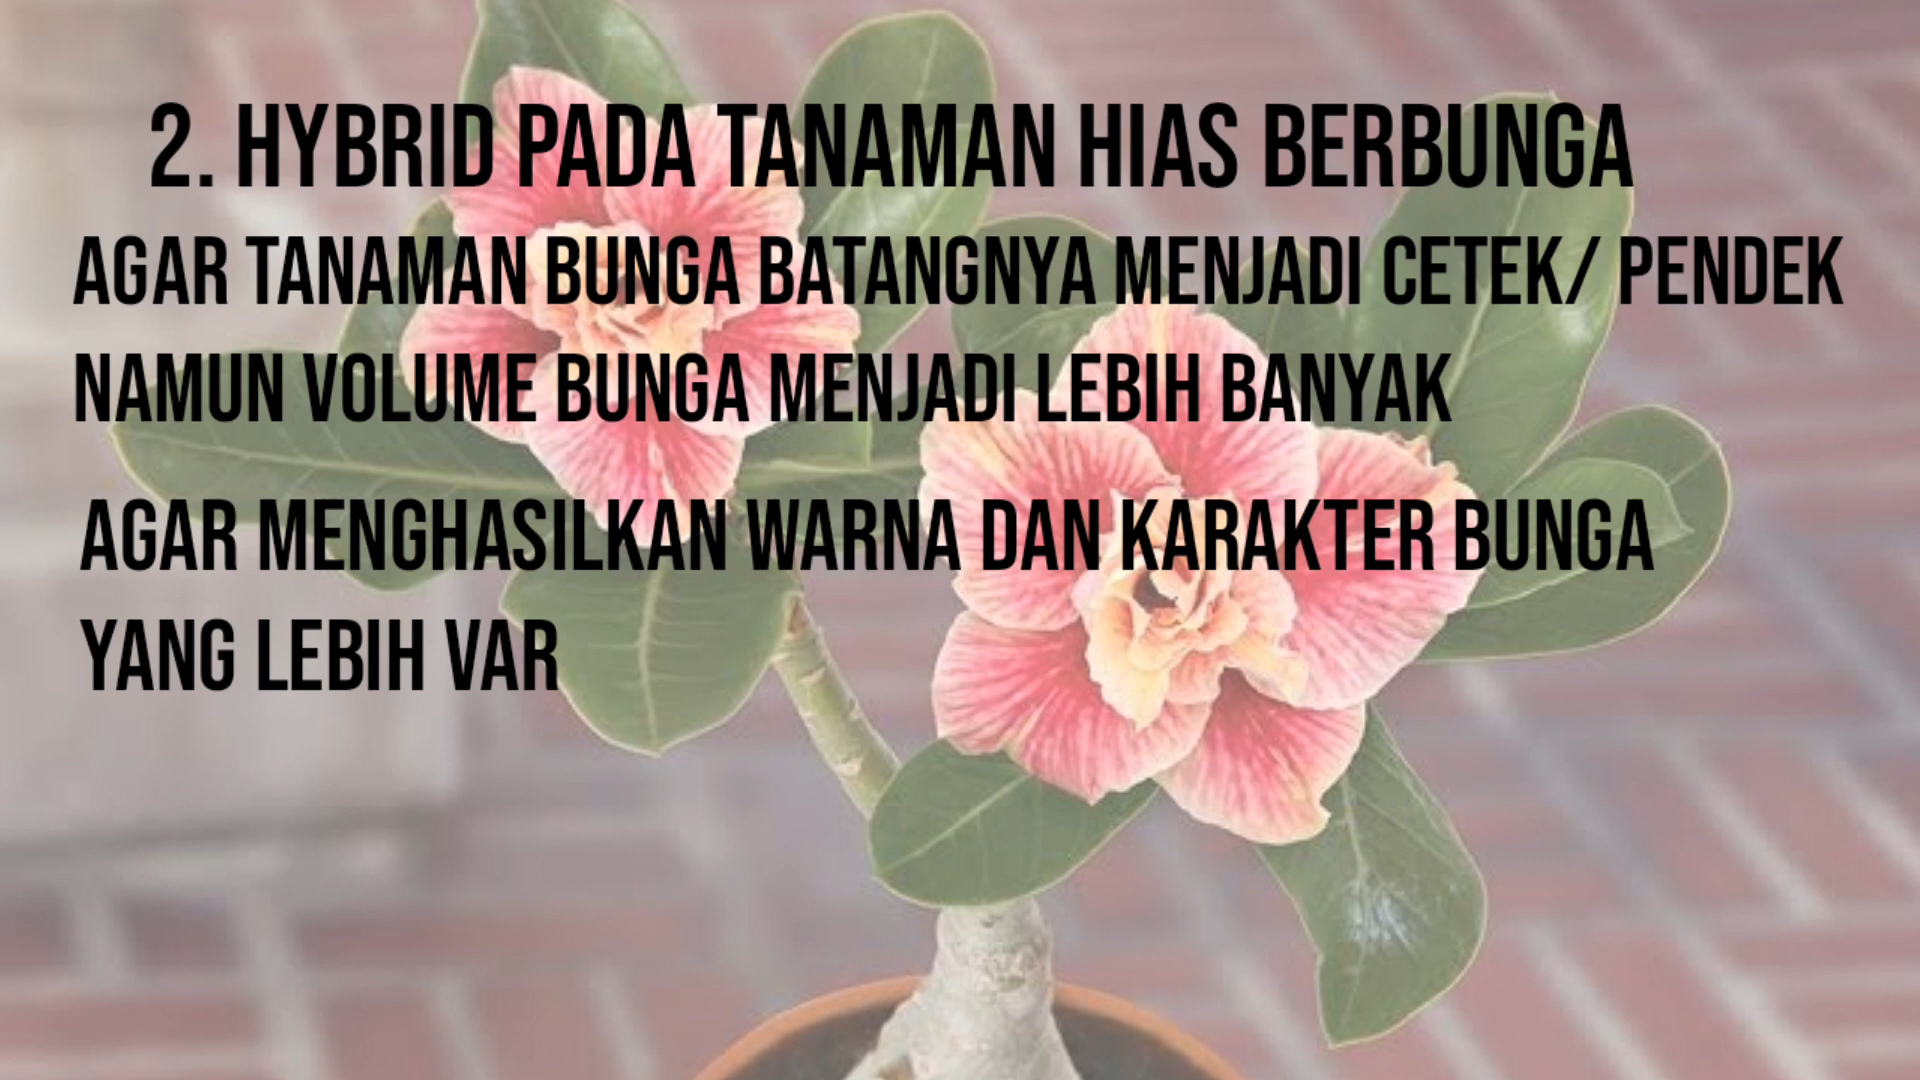 2. HYBRID PADA TANAMAN HIAS BERBUNGA
AGAR TANAMAN BUNGA BATANGNYA MENJADI CETEK/ PENDEK
NAMUN VOLUME BUNGA MENJADI LEBIH BANYAK
AGAR MENGHASILKAN WARNA DAN KARAKTER BUNGA
YANG LEBIH VAR